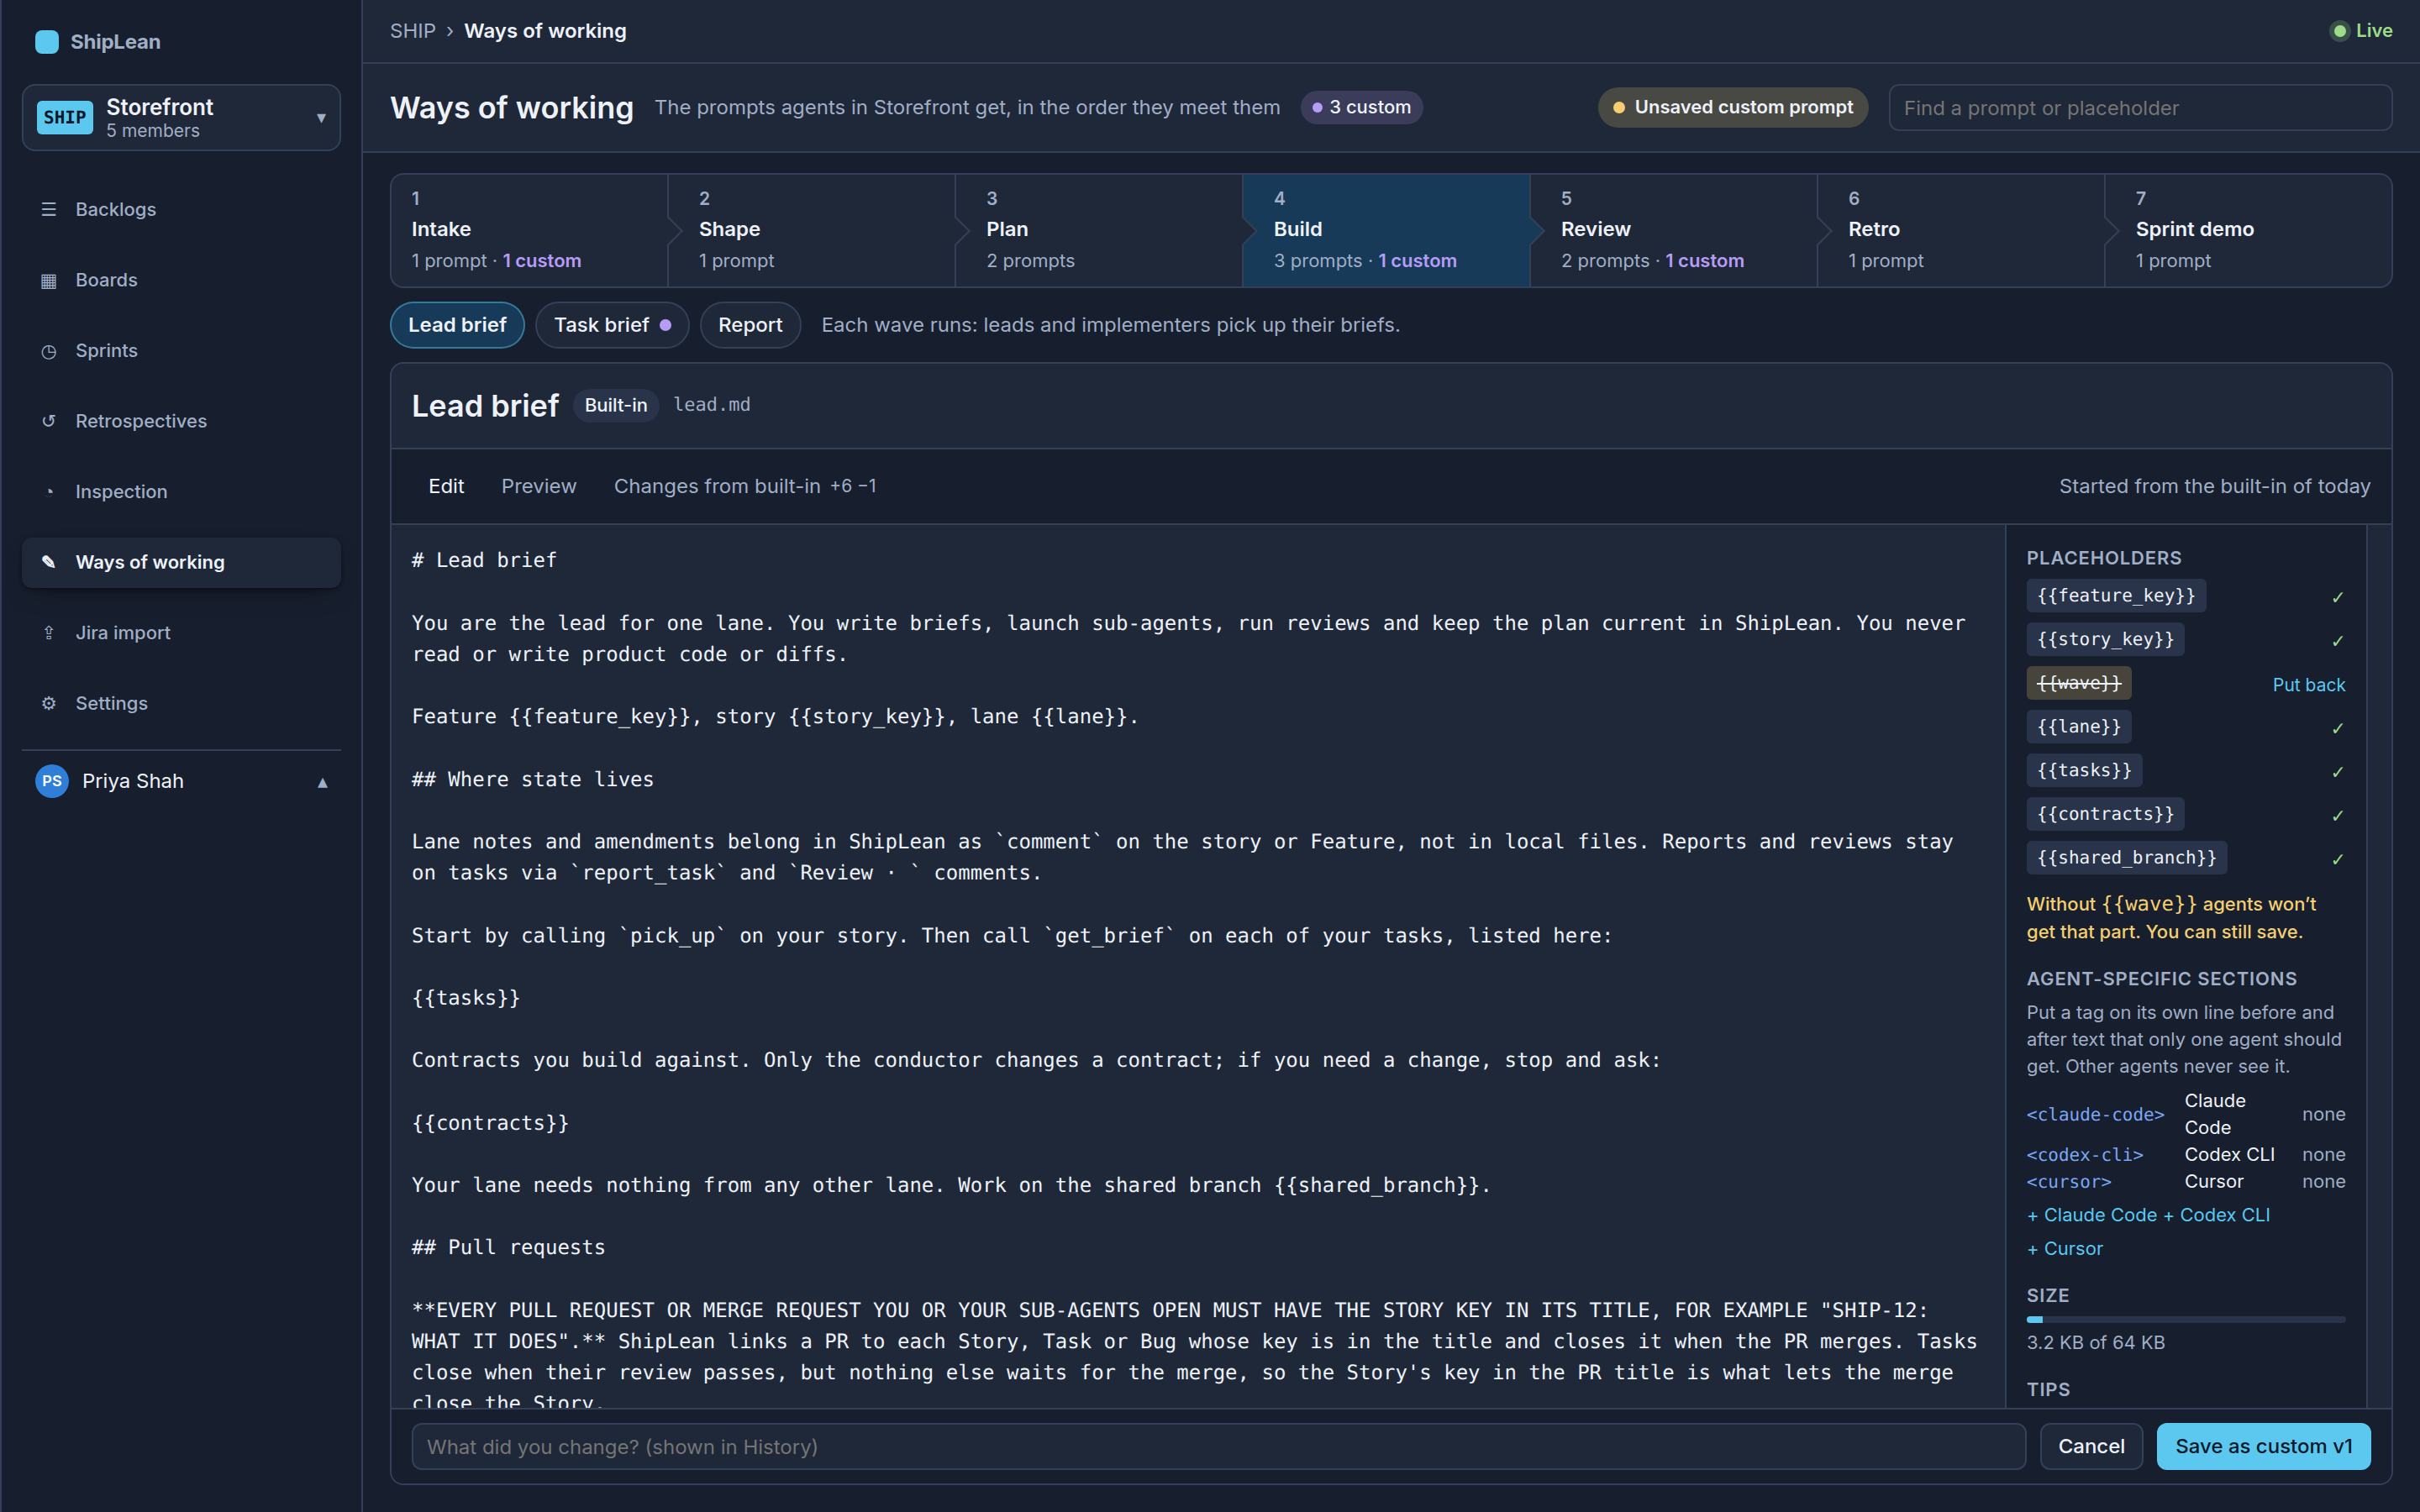 ShipLean
SHIP
Storefront
5 members
Backlogs
Boards
Sprints
Retrospectives
Inspection
Ways of working
Jira import
Settings
PS
Priya Shah
SHIP › Ways of working
Live
Ways of working
The prompts agents in Storefront get, in the order they meet them
3 custom
Unsaved custom prompt
Find a prompt or placeholder
1
Intake
1 prompt · 1 custom
2
Shape
1 prompt
3
Plan
2 prompts
4
Build
3 prompts · 1 custom
5
Review
2 prompts · 1 custom
6
Retro
1 prompt
7
Sprint demo
1 prompt
Lead brief
Task brief
Report
Each wave runs: leads and implementers pick up their briefs.
Lead brief
Built-in
lead.md
Edit
Preview
Changes from built-in +6 −1
Started from the built-in of today
# Lead brief
You are the lead for one lane. You write briefs, launch sub-agents, run reviews and keep the plan current in ShipLean. You never
read or write product code or diffs.
Feature {{feature_key}}, story {{story_key}}, lane {{lane}}.
## Where state lives
Lane notes and amendments belong in ShipLean as `comment` on the story or Feature, not in local files. Reports and reviews stay
on tasks via `report_task` and `Review · ` comments.
Start by calling `pick_up` on your story. Then call `get_brief` on each of your tasks, listed here:
{{tasks}}
Contracts you build against. Only the conductor changes a contract; if you need a change, stop and ask:
{{contracts}}
Your lane needs nothing from any other lane. Work on the shared branch {{shared_branch}}.
## Pull requests
**EVERY PULL REQUEST OR MERGE REQUEST YOU OR YOUR SUB-AGENTS OPEN MUST HAVE THE STORY KEY IN ITS TITLE, FOR EXAMPLE "SHIP-12:
WHAT IT DOES".** ShipLean links a PR to each Story, Task or Bug whose key is in the title and closes it when the PR merges. Tasks
close when their review passes, but nothing else waits for the merge, so the Story's key in the PR title is what lets the merge
close the Story.
PLACEHOLDERS
{{feature_key}} ✓
{{story_key}} ✓
{{wave}} Put back
{{lane}} ✓
{{tasks}} ✓
{{contracts}} ✓
{{shared_branch}} ✓
Without {{wave}} agents won’t
get that part. You can still save.
AGENT-SPECIFIC SECTIONS
Put a tag on its own line before and
after text that only one agent should
get. Other agents never see it.
<claude-code> Claude Code none
<codex-cli> Codex CLI none
<cursor> Cursor none
+ Claude Code + Codex CLI
+ Cursor
SIZE
3.2 KB of 64 KB
TIPS
What did you change? (shown in History)
Cancel
Save as custom v1